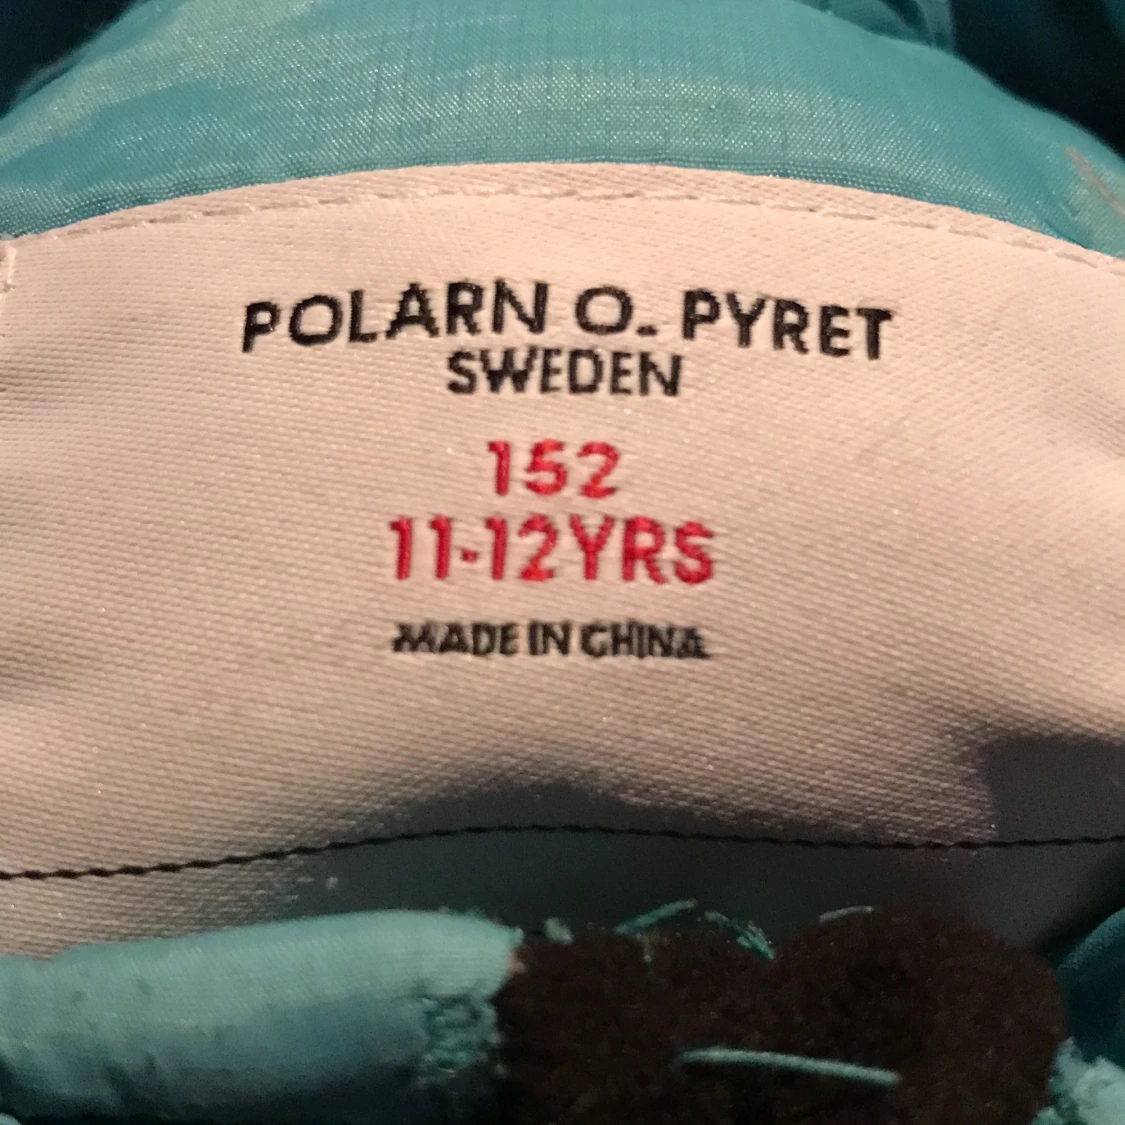 POLARN O. PYRET
SWEDEN
152
11-12YRS
MADE IN CHINA